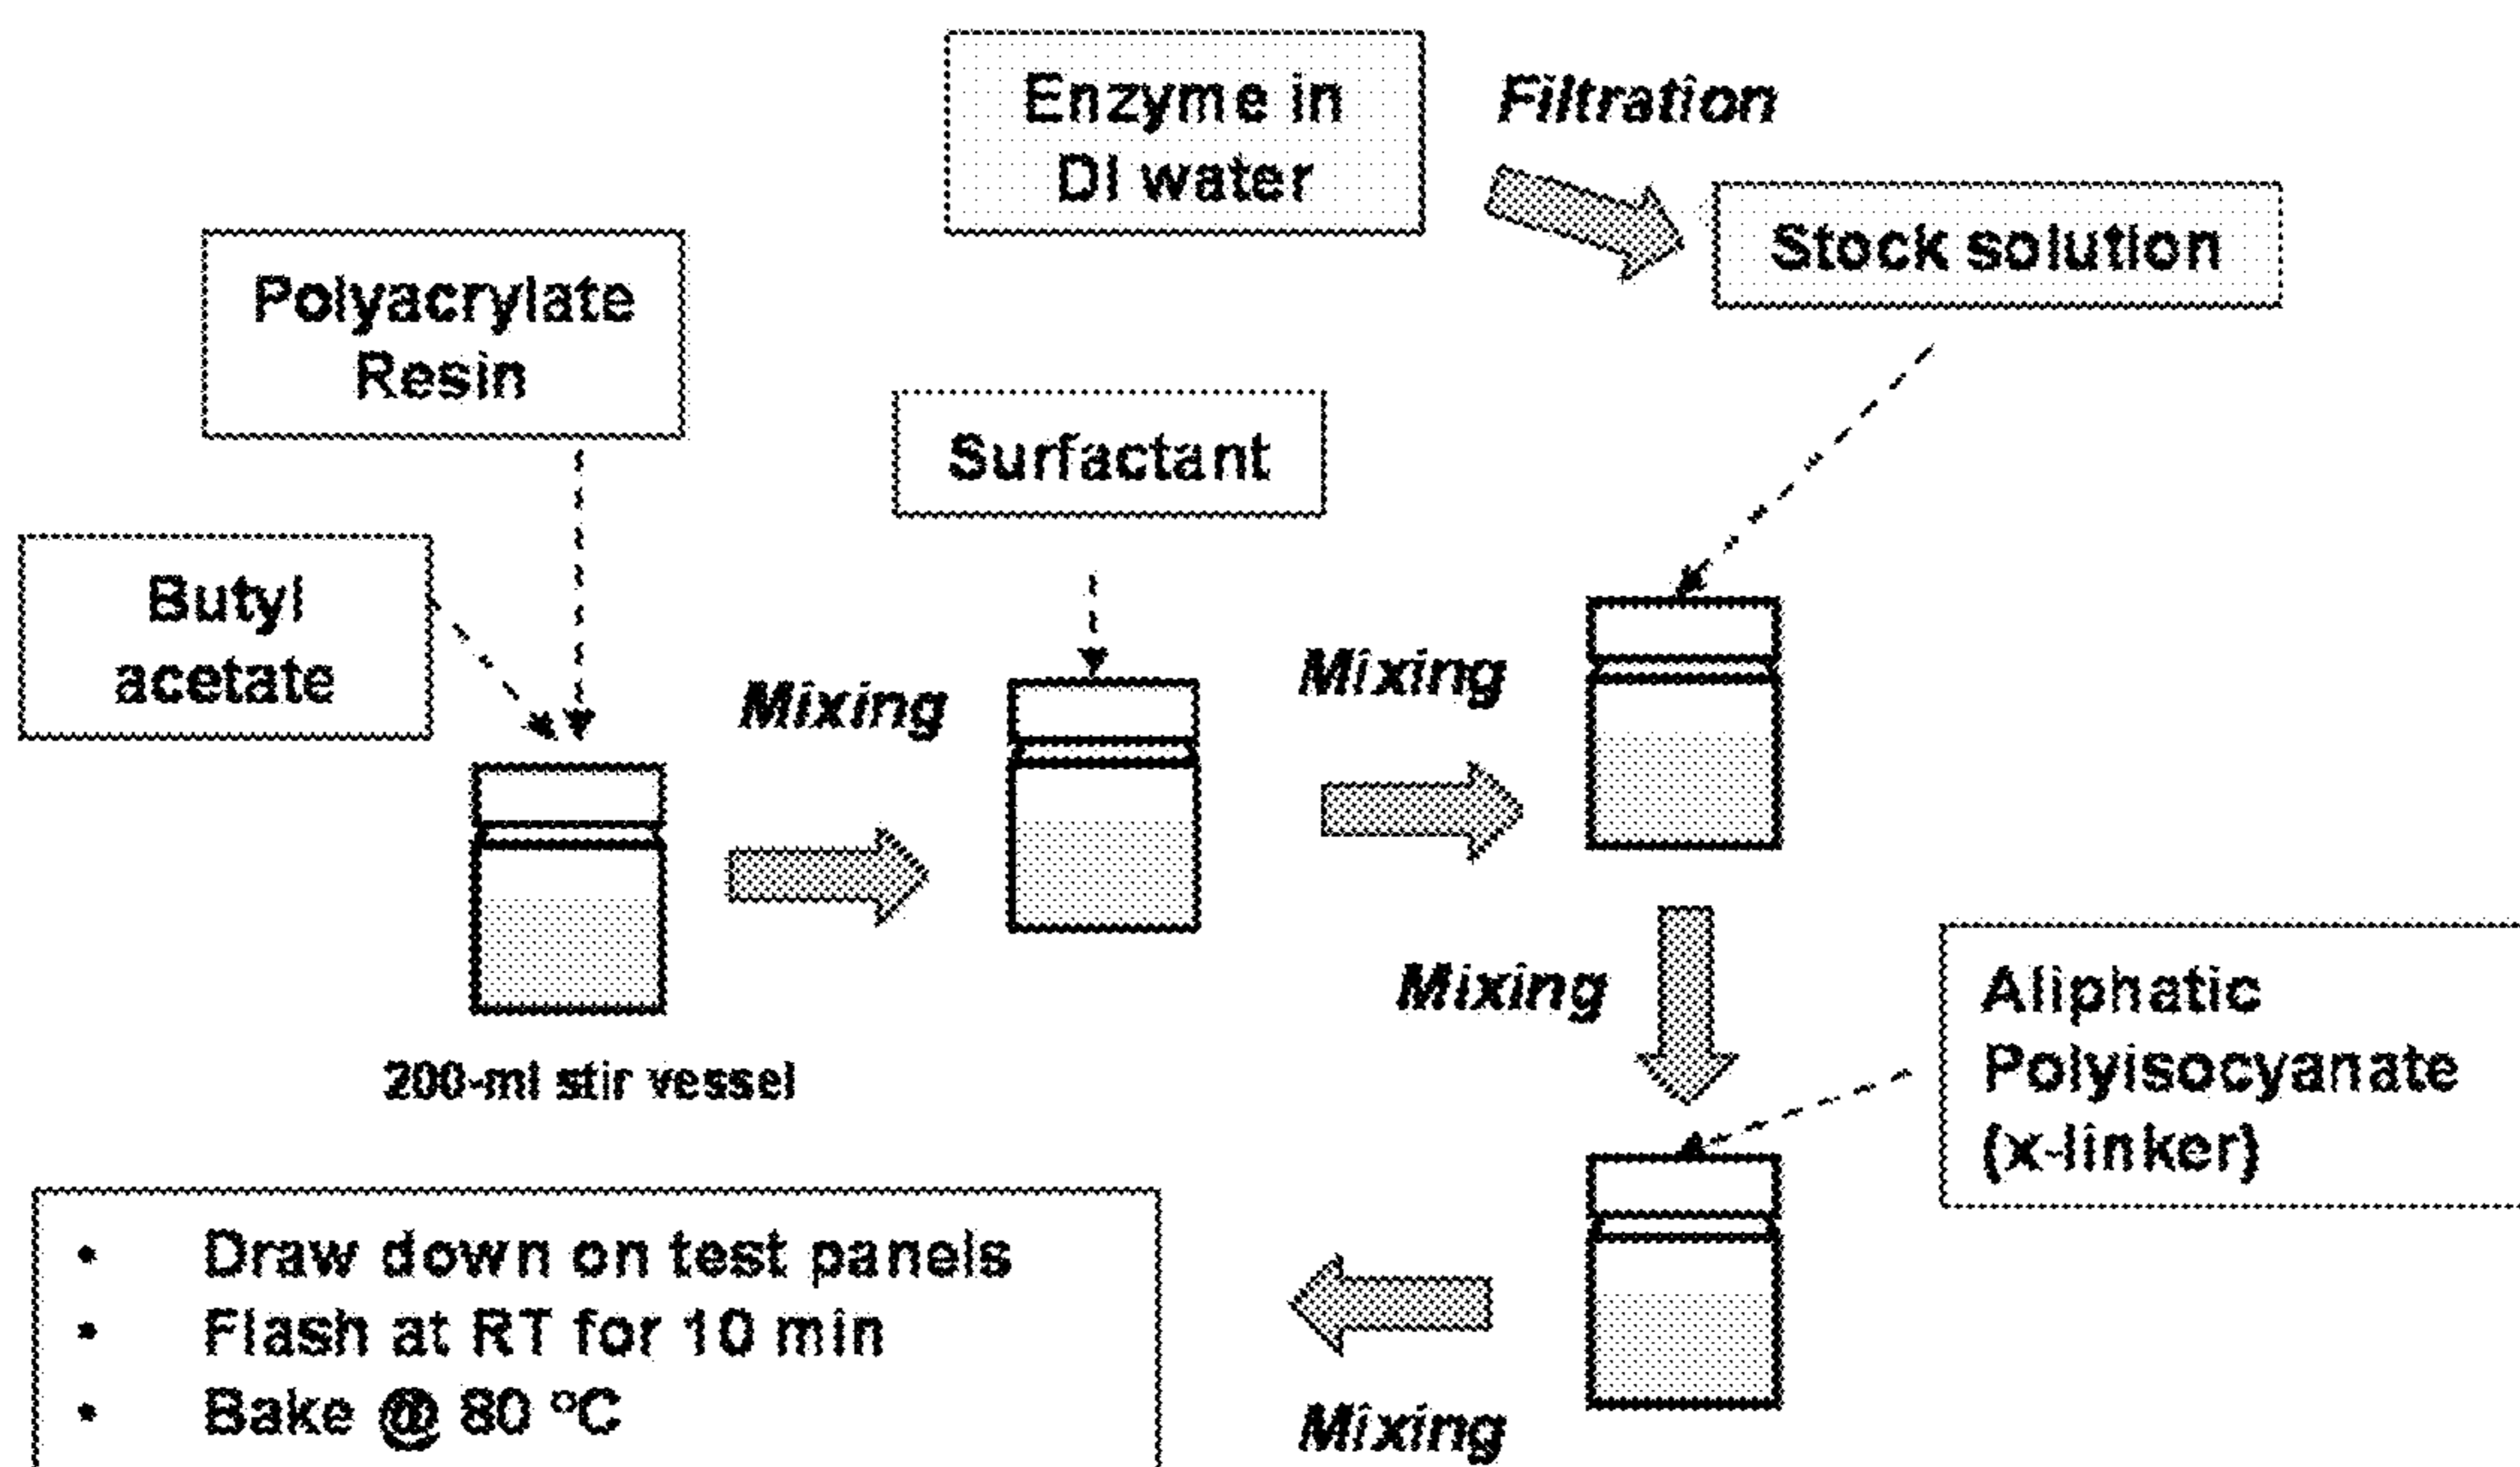 Enzyme in
DI water
Filtration
Stock solution
Polyacrylate
Resin
Surfactant
Butyl
acetate
Mixing
Mixing
200-ml stir vessel
Mixing
Aliphatic
Polyisocyanate
(x-linker)
• Draw down on test panels
• Flash at RT for 10 min
• Bake @ 80 °C
Mixing